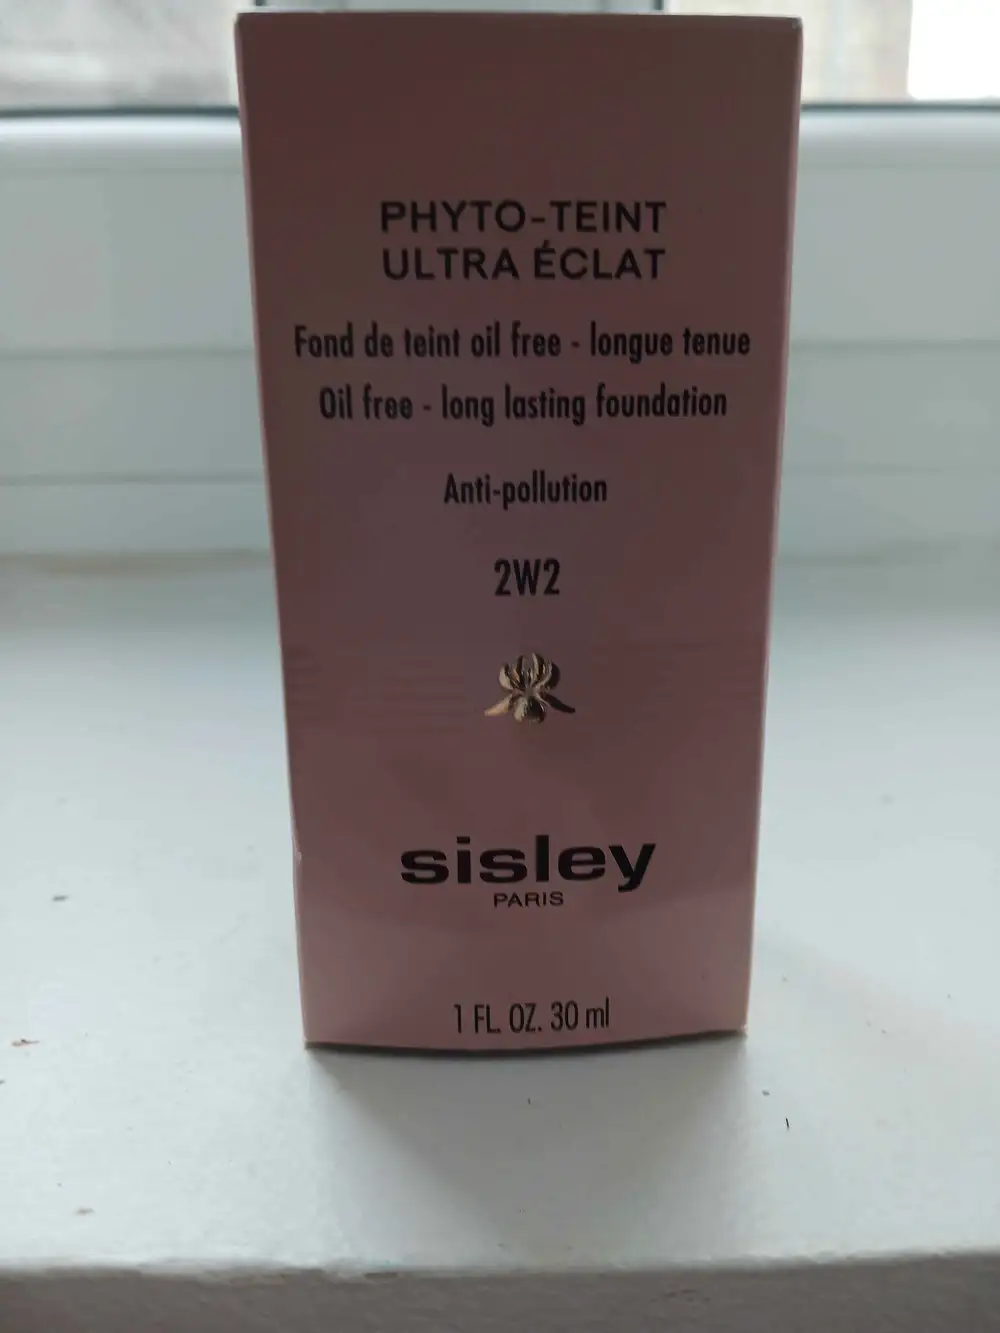 PHYTO-TEINT
ULTRA ÉCLAT
Fond de teint oil free - longue tenue
Oil free - long lasting foundation
Anti-pollution
2W2
sisley
PARIS
1 FL. OZ. 30 ml